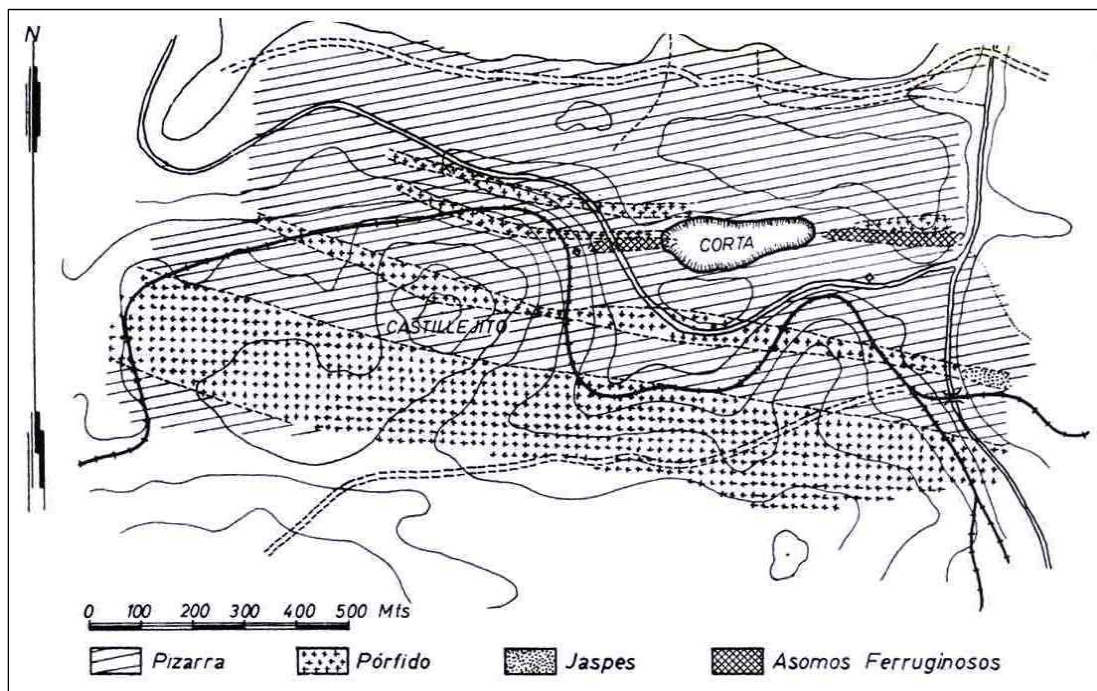 N
CORTA
CASTILLEJITO
0 100 200 300 400 500 Mts
Pizarra Pórfido Jaspes Asomos Ferruginosos